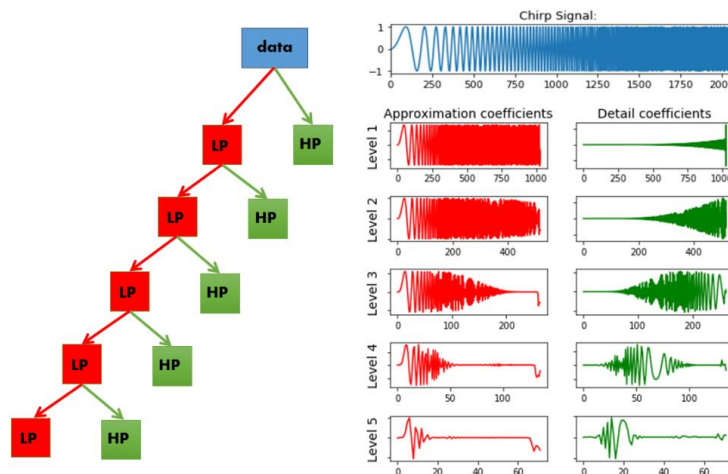 data
LP
HP
LP
HP
LP
HP
LP
HP
LP
HP
Chirp Signal:
1
0
−1
0 250 500 750 1000 1250 1500 1750 200
Approximation coefficients Detail coefficients
Level 1
0 250 500 750 1000 0 250 500 750 100
Level 2
0 200 400 0 200 400
Level 3
0 100 200 0 100 200
Level 4
0 50 100 0 50 100
Level 5
0 20 40 60 0 20 40 60